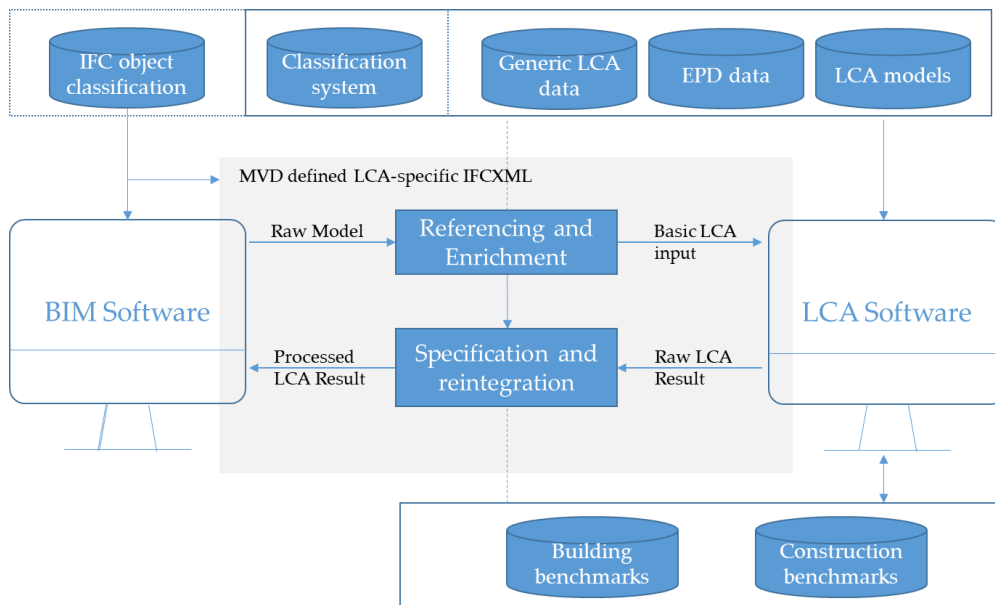 IFC object
classification
Classification
system
Generic LCA
data
EPD data
LCA models
MVD defined LCA-specific IFCXML
Raw Model
Referencing and
Enrichment
Basic LCA
input
BIM Software
LCA Software
Processed
LCA Result
Specification and
reintegration
Raw LCA
Result
Building
benchmarks
Construction
benchmarks